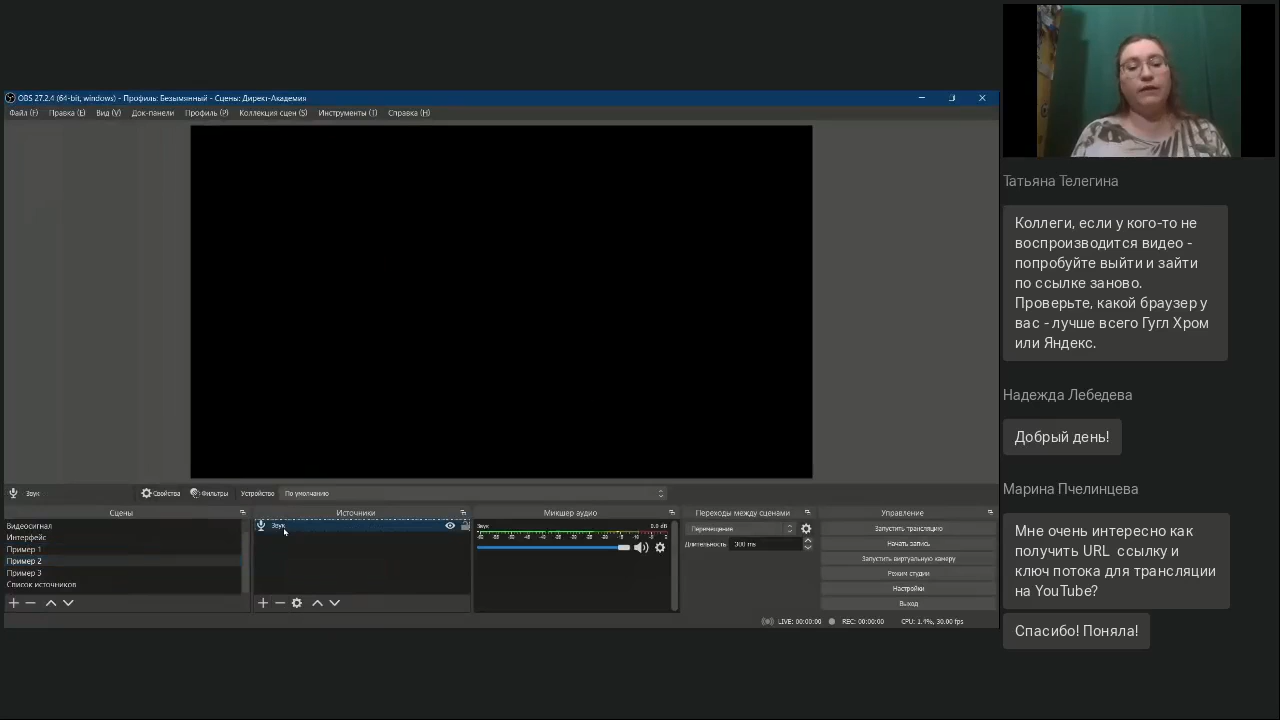 OBS 27.2.4 (64-bit, windows) - Профиль: Безымянный - Сцены: Директ-Академия
Файл (F) Правка (E) Вид (V) Док-панели Профиль (P) Коллекция сцен (S) Инструменты (T) Справка (H)
Звук Свойства Фильтры Устройство По умолчанию
Сцены
Видеосигнал
Интерфейс
Пример 1
Пример 2
Пример 3
Список источников
Источники
Звук
Микшер аудио
Звук 0.0 dB
Переходы между сценами
Перемещение
Длительность 300 ms
Управление
Запустить трансляцию
Начать запись
Запустить виртуальную камеру
Режим студии
Настройки
Выход
LIVE: 00:00:00 REC: 00:00:00 CPU: 1.4%, 30.00 fps
Татьяна Телегина
Коллеги, если у кого-то не
воспроизводится видео -
попробуйте выйти и зайти
по ссылке заново.
Проверьте, какой браузер у
вас - лучше всего Гугл Хром
или Яндекс.
Надежда Лебедева
Добрый день!
Марина Пчелинцева
Мне очень интересно как
получить URL ссылку и
ключ потока для трансляции
на YouTube?
Спасибо! Поняла!